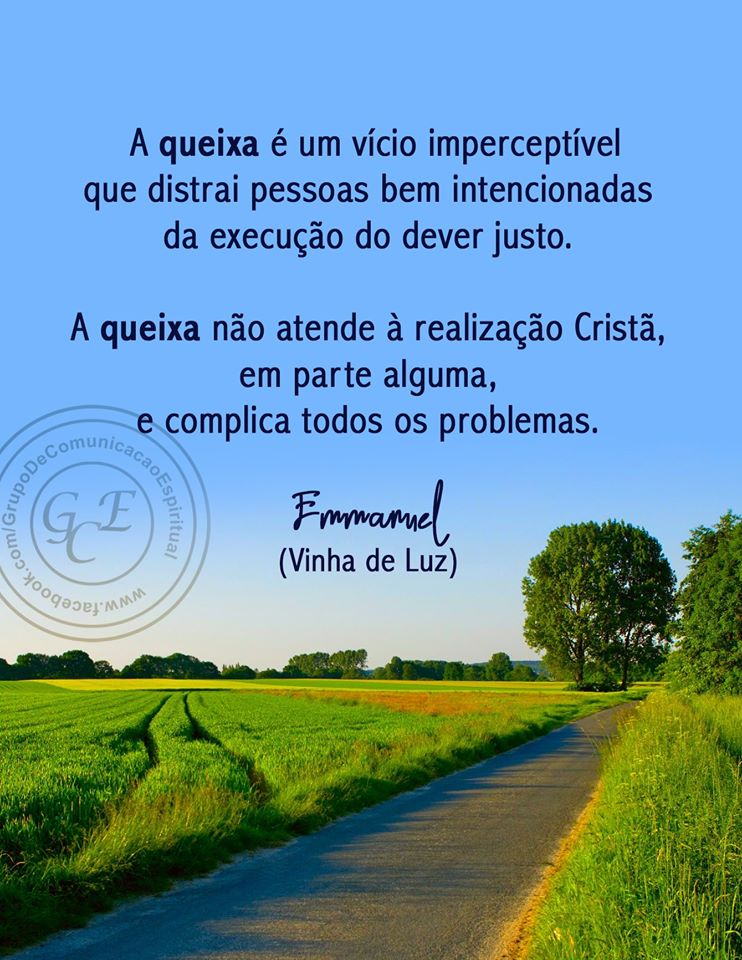 A queixa é um vício imperceptível
que distrai pessoas bem intencionadas
da execução do dever justo.
A queixa não atende à realização Cristã,
em parte alguma,
e complica todos os problemas.
Emmanuel
(Vinha de Luz)
www.facebook.com/GrupoDeComunicacaoEspiritual
GCE